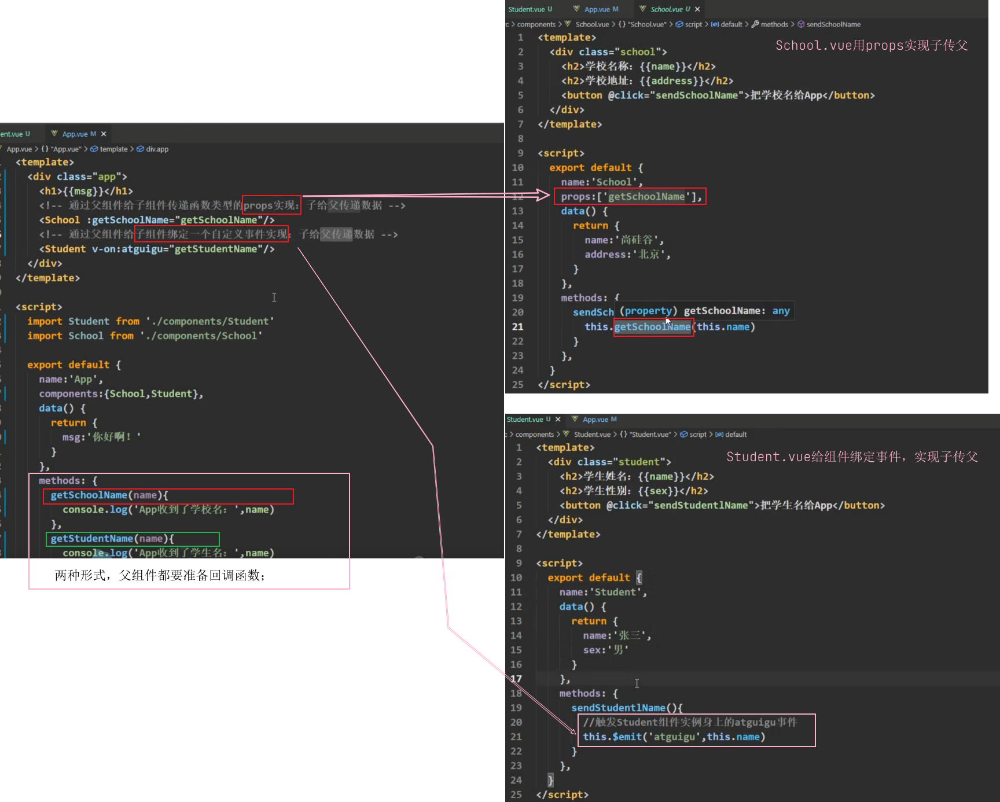 ent.vue U App.vue M ×
App.vue > {} "App.vue" > template > div.app
<template>
<div class="app">
<h1>{{msg}}</h1>
<!-- 通过父组件给子组件传递函数类型的props实现：子给父传递数据 -->
<School :getSchoolName="getSchoolName"/>
<!-- 通过父组件给子组件绑定一个自定义事件实现：子给父传递数据 -->
<Student v-on:atguigu="getStudentName"/>
</div>
</template>
<script>
import Student from './components/Student'
import School from './components/School'
export default {
name:'App',
components:{School,Student},
data() {
return {
msg:'你好啊！'
}
},
methods: {
getSchoolName(name){
console.log('App收到了学校名：',name)
},
getStudentName(name){
console.log('App收到了学生名：',name)
两种形式，父组件都要准备回调函数；
Student.vue U App.vue M School.vue U ×
c > components > School.vue > {} "School.vue" > script > default > methods > sendSchoolName
School.vue用props实现子传父
1 <template>
2 <div class="school">
3 <h2>学校名称：{{name}}</h2>
4 <h2>学校地址：{{address}}</h2>
5 <button @click="sendSchoolName">把学校名给App</button>
6 </div>
7 </template>
8
9 <script>
10 export default {
11 name:'School',
12 props:['getSchoolName'],
13 data() {
14 return {
15 name:'尚硅谷',
16 address:'北京',
17 }
18 },
19 methods: {
20 sendSch (property) getSchoolName: any
21 this.getSchoolName(this.name)
22 }
23 },
24 }
25 </script>
Student.vue U × App.vue M
c > components > Student.vue > {} "Student.vue" > script > default
Student.vue给组件绑定事件，实现子传父
1 <template>
2 <div class="student">
3 <h2>学生姓名：{{name}}</h2>
4 <h2>学生性别：{{sex}}</h2>
5 <button @click="sendStudentlName">把学生名给App</button>
6 </div>
7 </template>
8
9 <script>
10 export default {
11 name:'Student',
12 data() {
13 return {
14 name:'张三',
15 sex:'男'
16 }
17 },
18 methods: {
19 sendStudentlName(){
20 //触发Student组件实例身上的atguigu事件
21 this.$emit('atguigu',this.name)
22 }
23 },
24 }
25 </script>